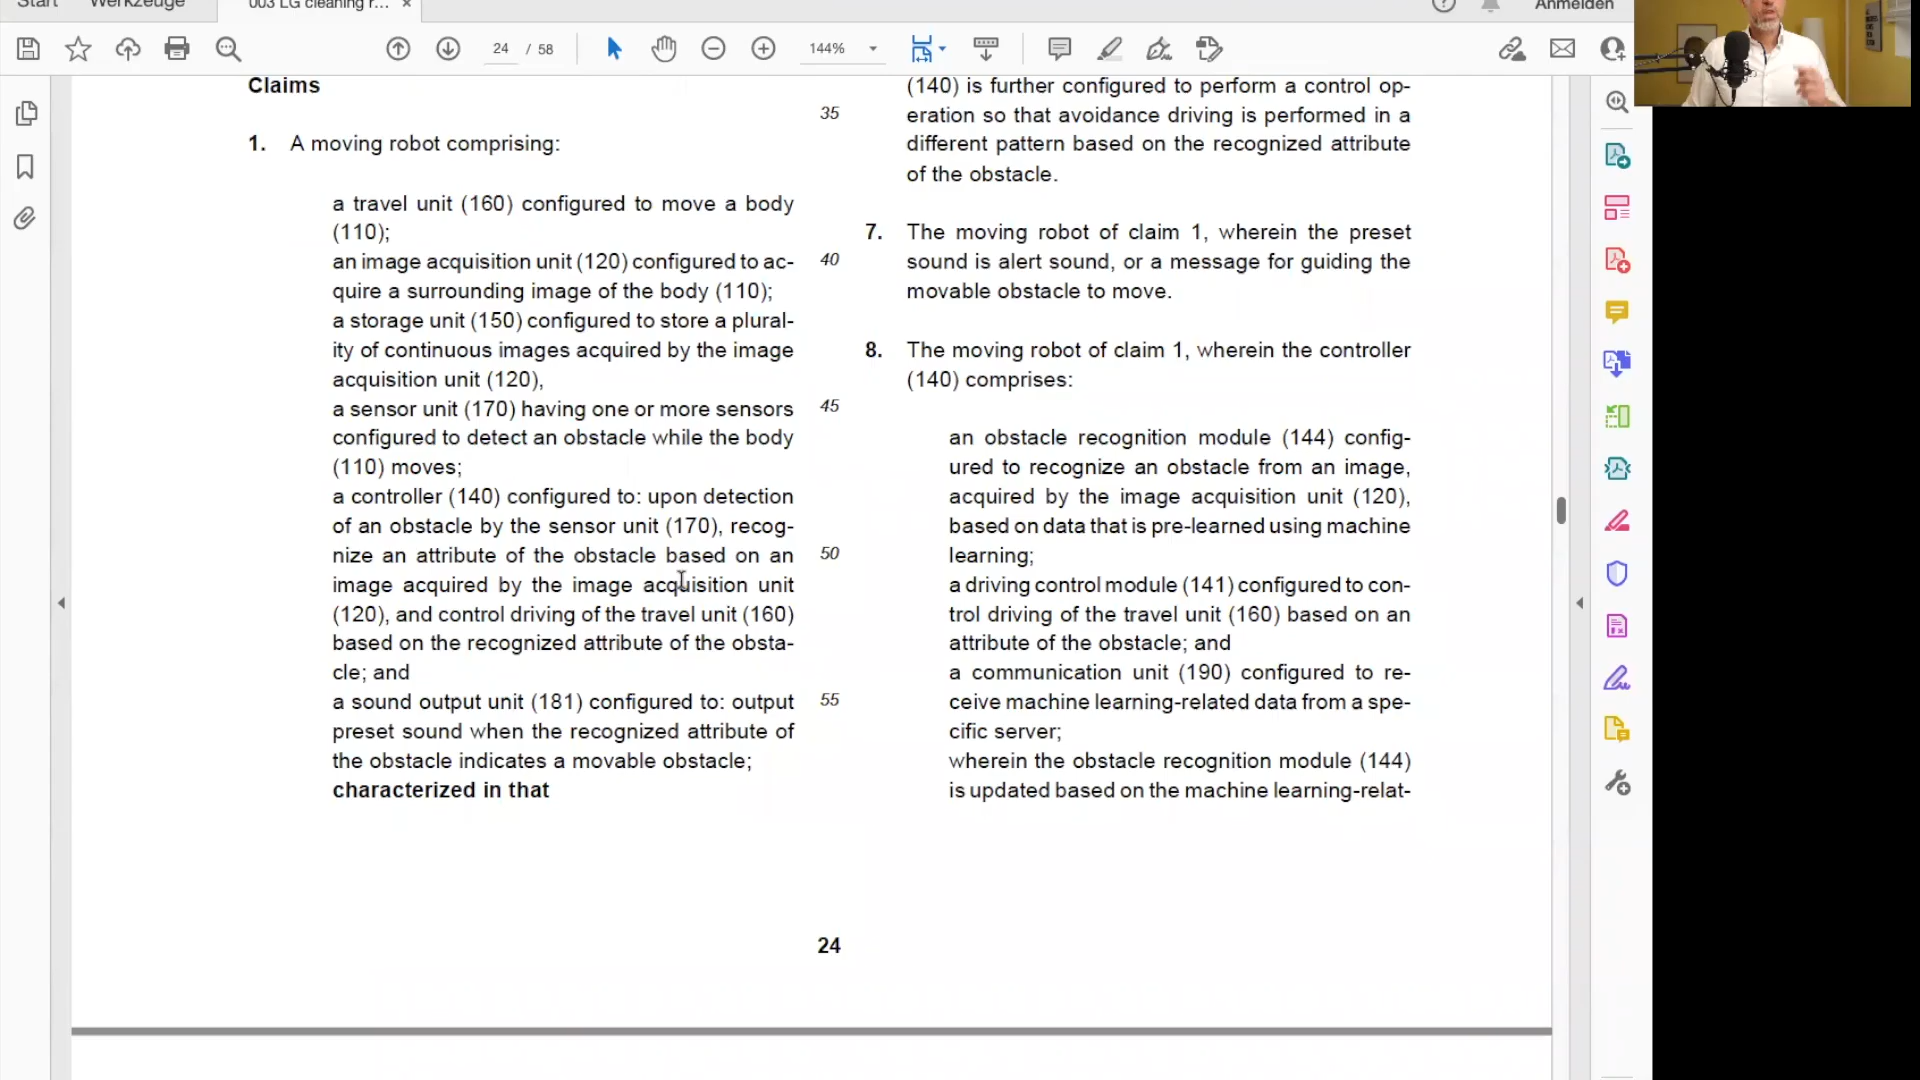 Start
Werkzeuge
003 LG cleaning r...
×
Anmelden
24 / 58
144%
Claims
1. A moving robot comprising:
a travel unit (160) configured to move a body
(110);
an image acquisition unit (120) configured to ac-
quire a surrounding image of the body (110);
a storage unit (150) configured to store a plural-
ity of continuous images acquired by the image
acquisition unit (120),
a sensor unit (170) having one or more sensors
configured to detect an obstacle while the body
(110) moves;
a controller (140) configured to: upon detection
of an obstacle by the sensor unit (170), recog-
nize an attribute of the obstacle based on an
image acquired by the image acquisition unit
(120), and control driving of the travel unit (160)
based on the recognized attribute of the obsta-
cle; and
a sound output unit (181) configured to: output
preset sound when the recognized attribute of
the obstacle indicates a movable obstacle;
characterized in that
35
40
45
50
55
(140) is further configured to perform a control op-
eration so that avoidance driving is performed in a
different pattern based on the recognized attribute
of the obstacle.
7. The moving robot of claim 1, wherein the preset
sound is alert sound, or a message for guiding the
movable obstacle to move.
8. The moving robot of claim 1, wherein the controller
(140) comprises:
an obstacle recognition module (144) config-
ured to recognize an obstacle from an image,
acquired by the image acquisition unit (120),
based on data that is pre-learned using machine
learning;
a driving control module (141) configured to con-
trol driving of the travel unit (160) based on an
attribute of the obstacle; and
a communication unit (190) configured to re-
ceive machine learning-related data from a spe-
cific server;
wherein the obstacle recognition module (144)
is updated based on the machine learning-relat-
24